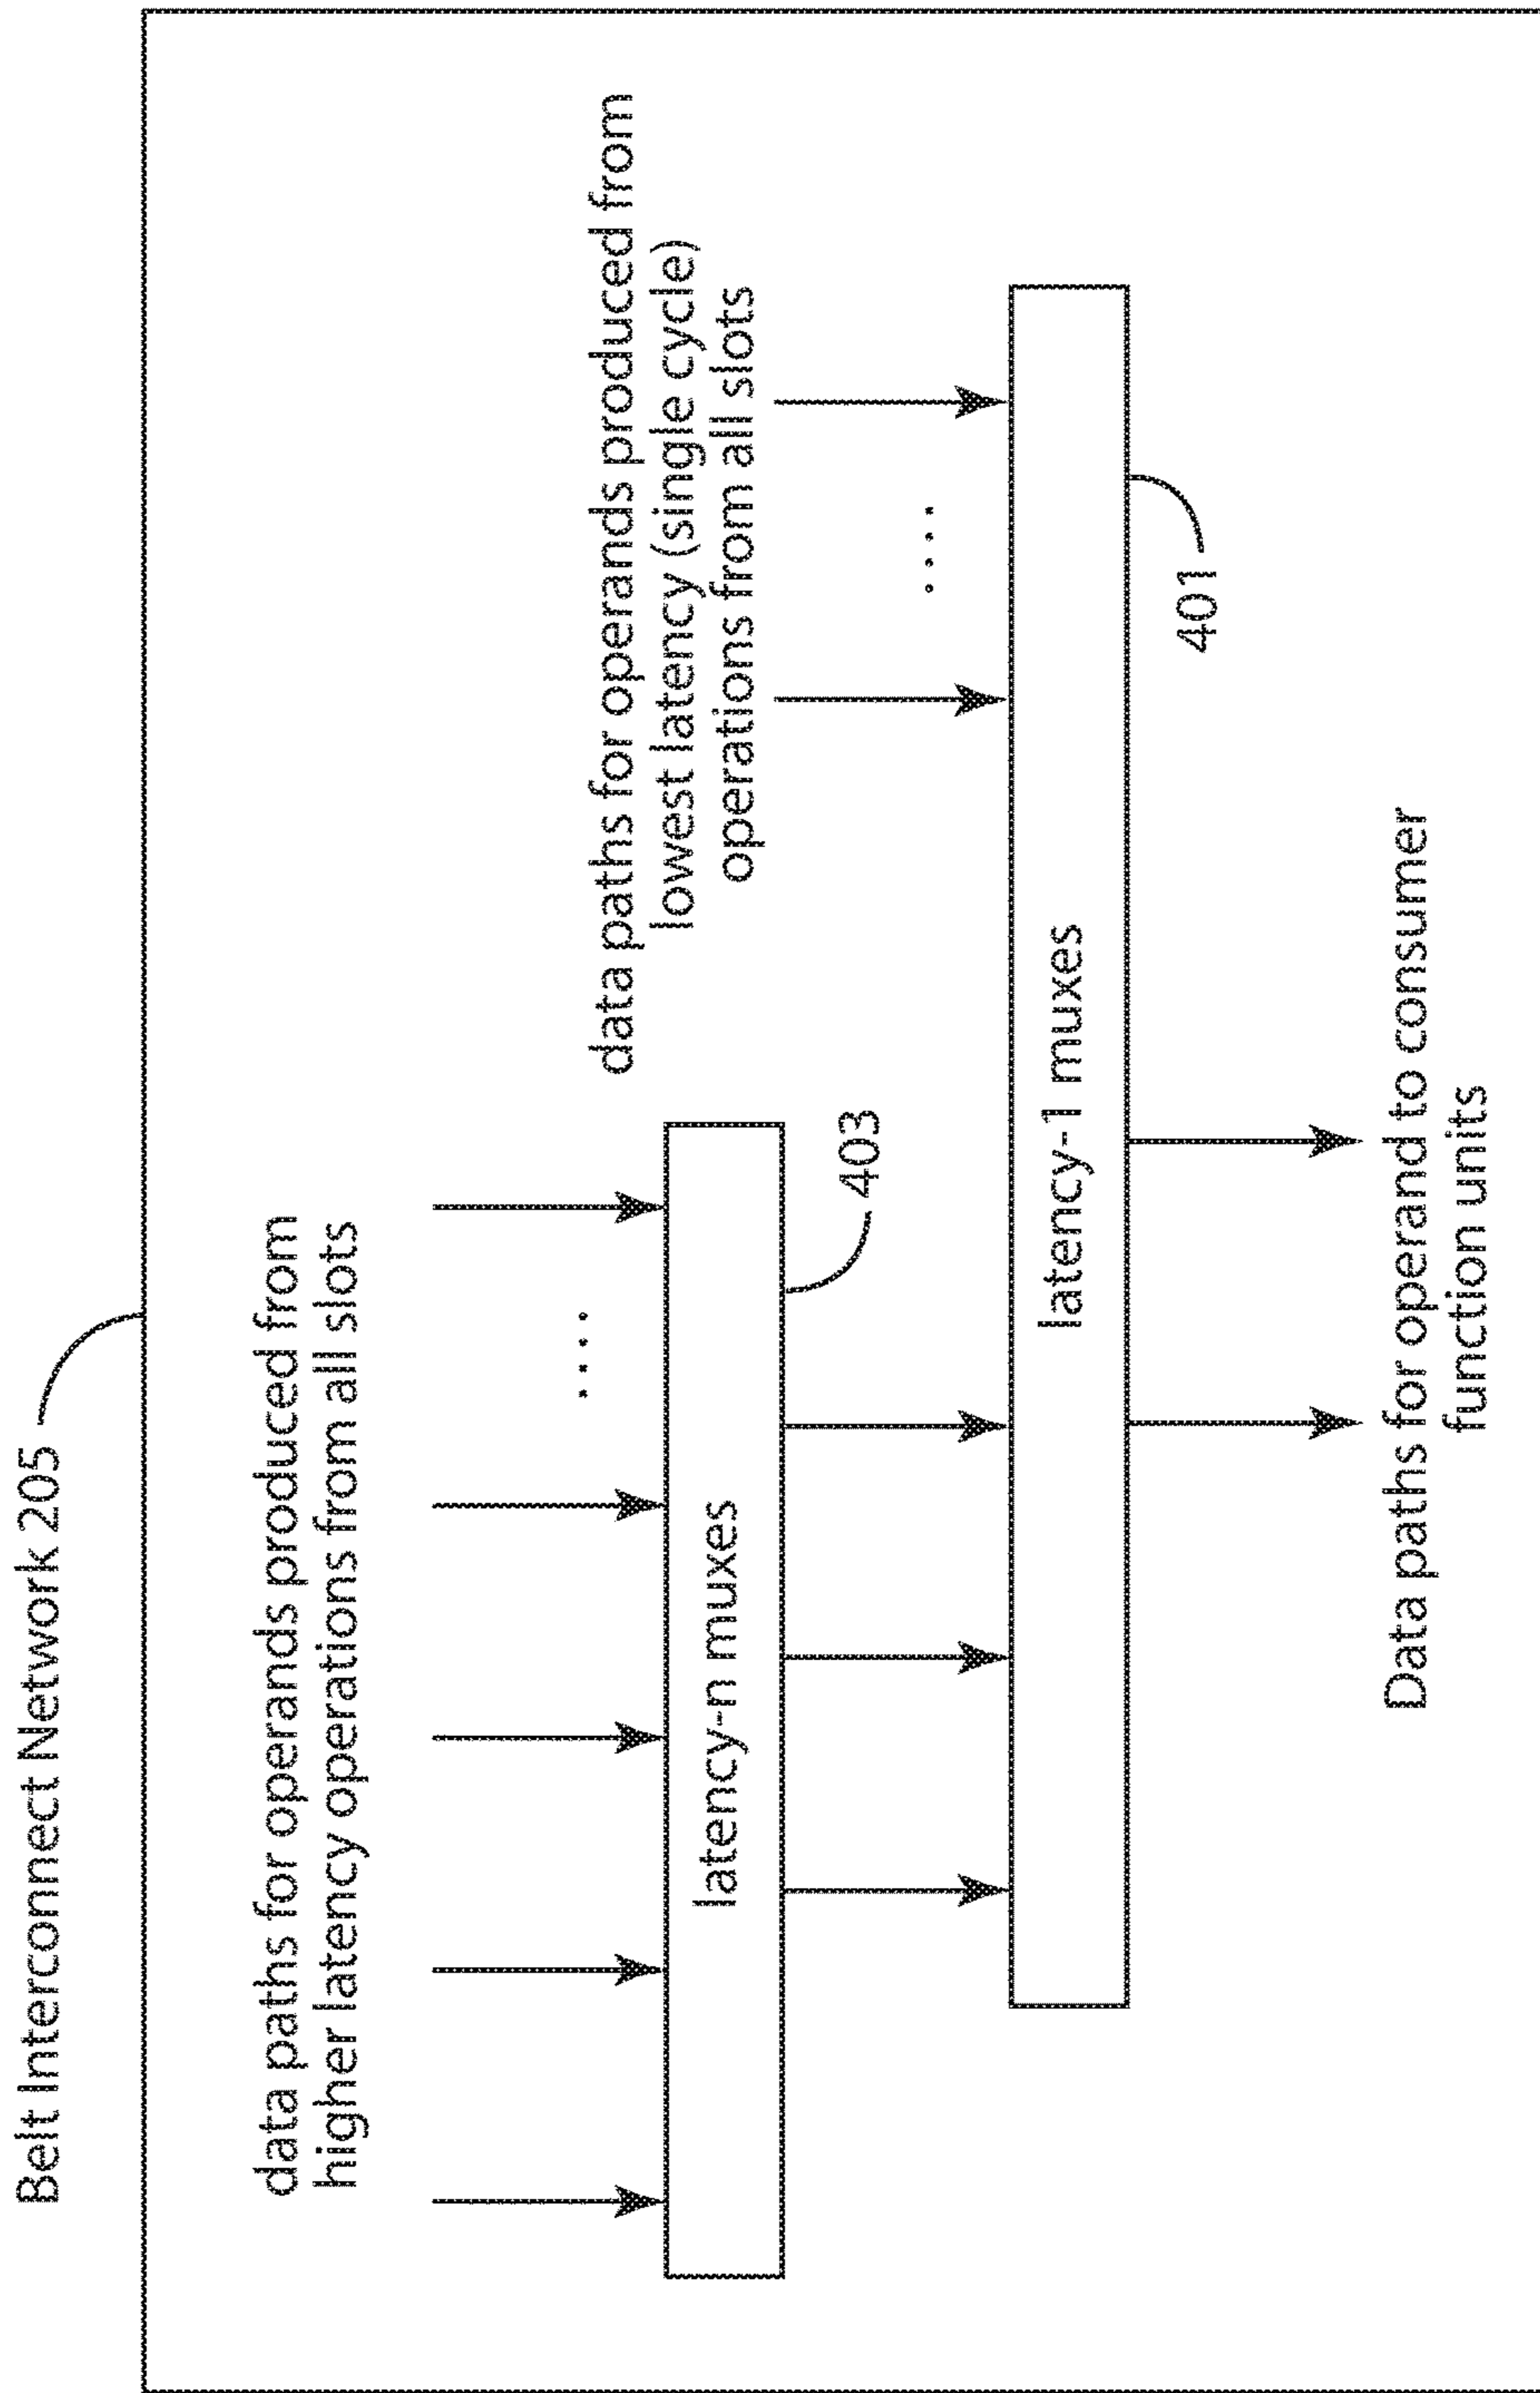 Belt Interconnect Network 205
data paths for operands produced from
higher latency operations from all slots
. . . .
data paths for operands produced from
lowest latency (single cycle)
operations from all slots
. . . .
latency-n muxes
403
latency-1 muxes
401
Data paths for operand to consumer
function units